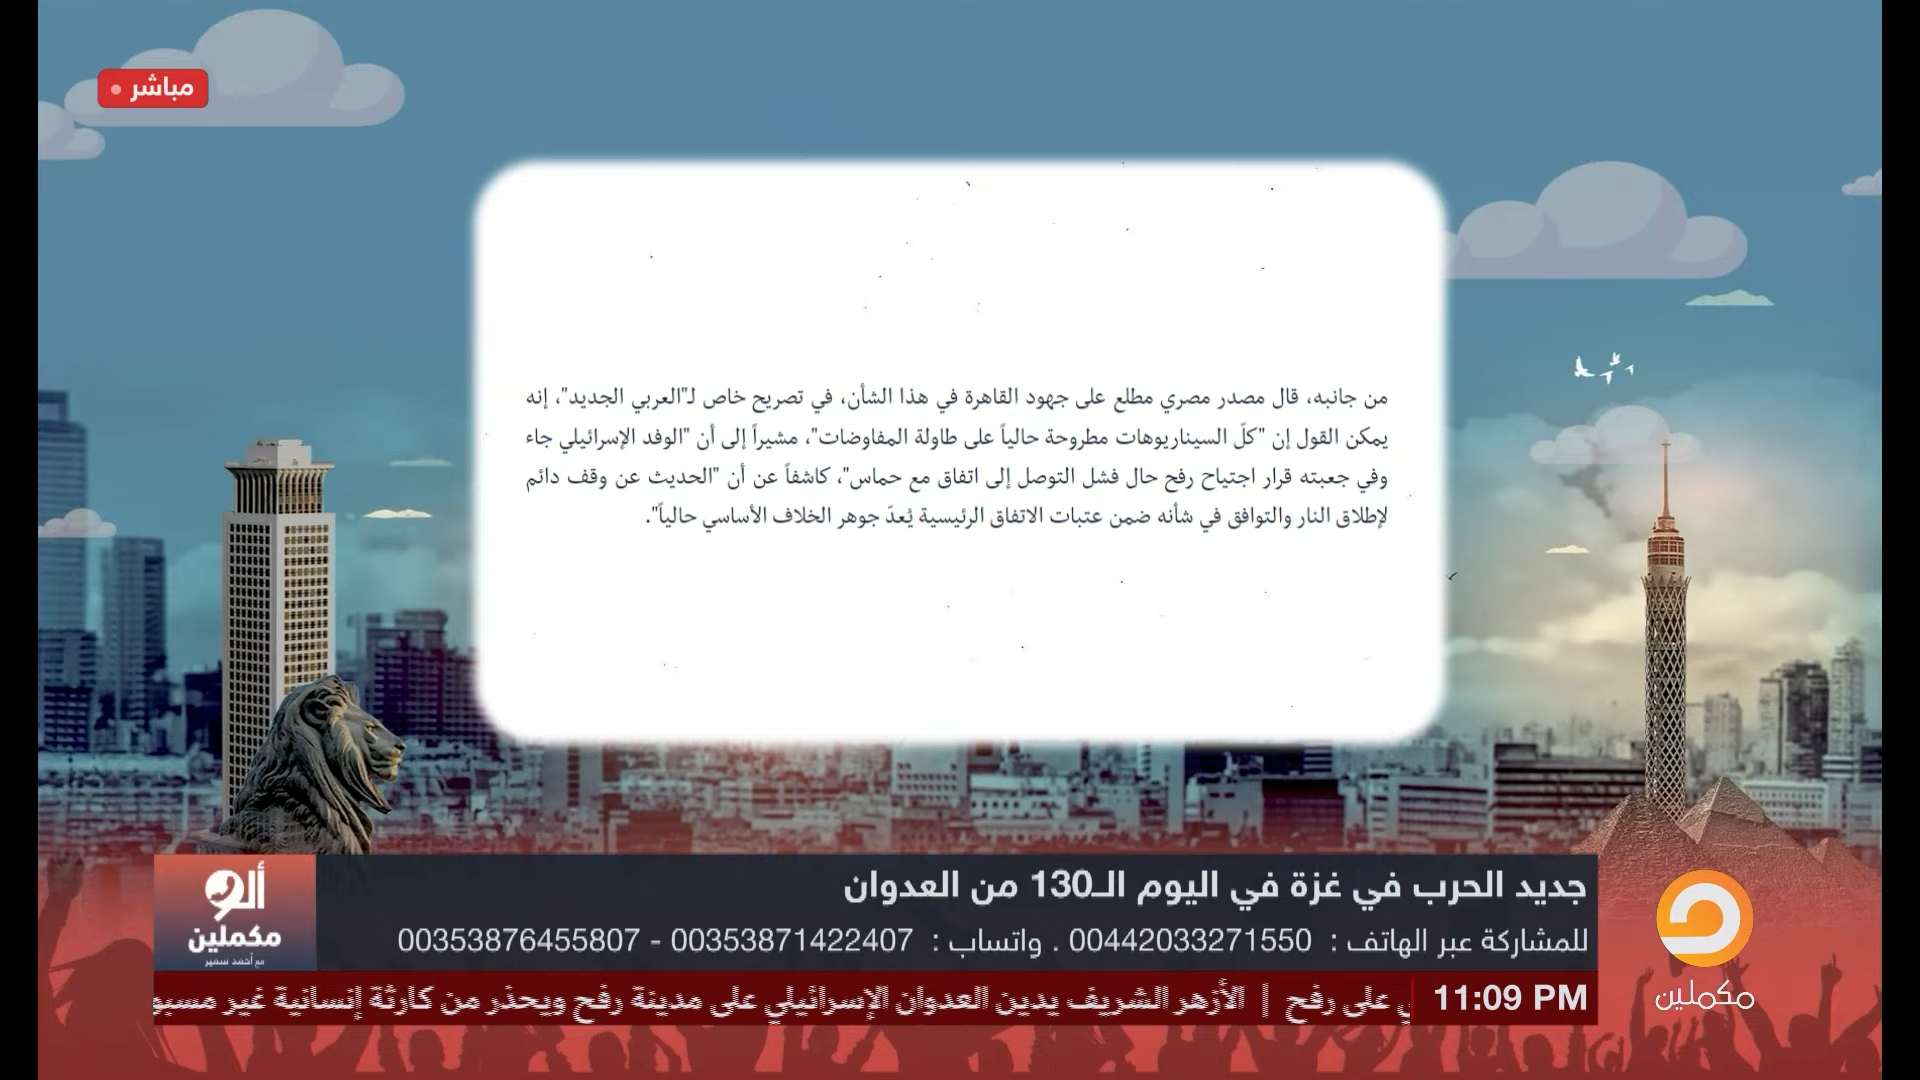 مباشر
من جانبه، قال مصدر مصري مطلع على جهود القاهرة في هذا الشأن، في تصريح خاص لـ"العربي الجديد"، إنه
يمكن القول إن "كلّ السيناريوهات مطروحة حالياً على طاولة المفاوضات"، مشيراً إلى أن "الوفد الإسرائيلي جاء
وفي جعبته قرار اجتياح رفح حال فشل التوصل إلى اتفاق مع حماس"، كاشفاً عن أن "الحديث عن وقف دائم
لإطلاق النار والتوافق في شأنه ضمن عتبات الاتفاق الرئيسية يُعدّ جوهر الخلاف الأساسي حالياً".
جديد الحرب في غزة في اليوم الـ130 من العدوان
للمشاركة عبر الهاتف : 00442033271550 . واتساب : 00353871422407 - 00353876455807
ألو
مكملين
مع أحمد سمير
11:09 PM
على رفح | الأزهر الشريف يدين العدوان الإسرائيلي على مدينة رفح ويحذر من كارثة إنسانية غير
مكملين